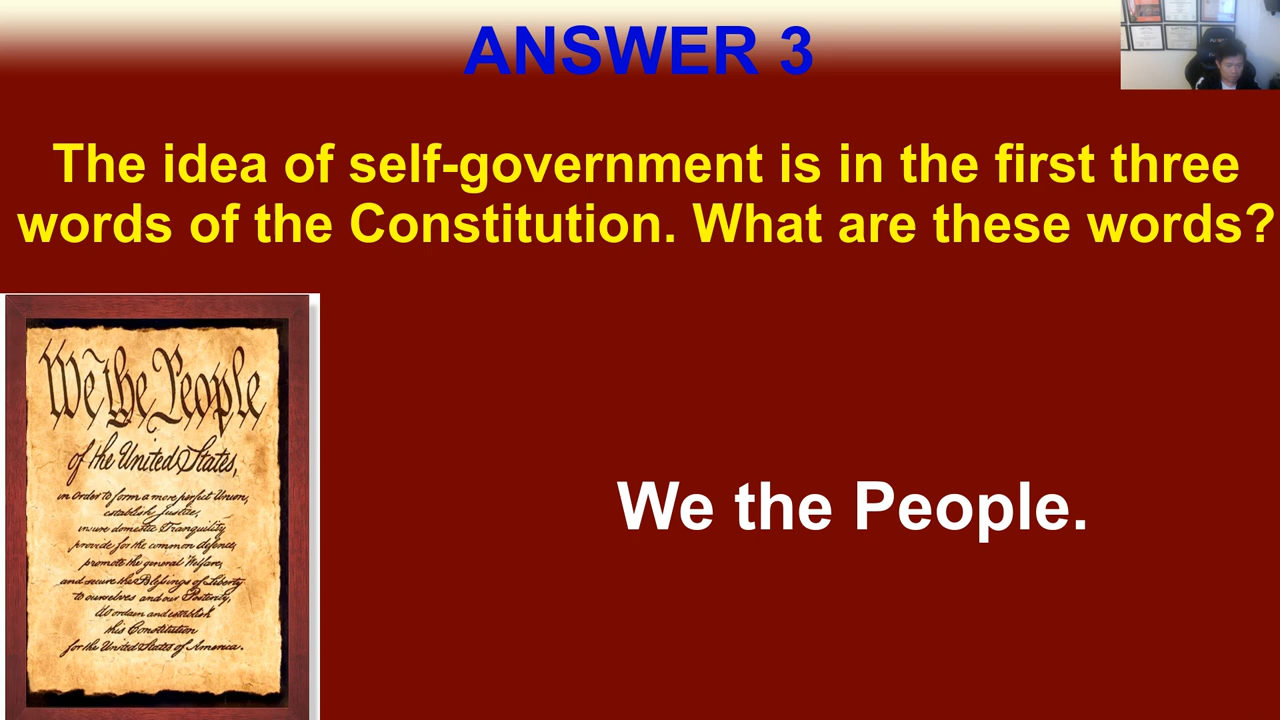 ANSWER 3
The idea of self-government is in the first three
words of the Constitution. What are these words?
We the People
of the United States,
in Order to form a more perfect Union,
establish Justice,
insure domestic Tranquility,
provide for the common defence,
promote the general Welfare,
and secure the Blessings of Liberty
to ourselves and our Posterity,
do ordain and establish
this Constitution
for the United States of America.
We the People.